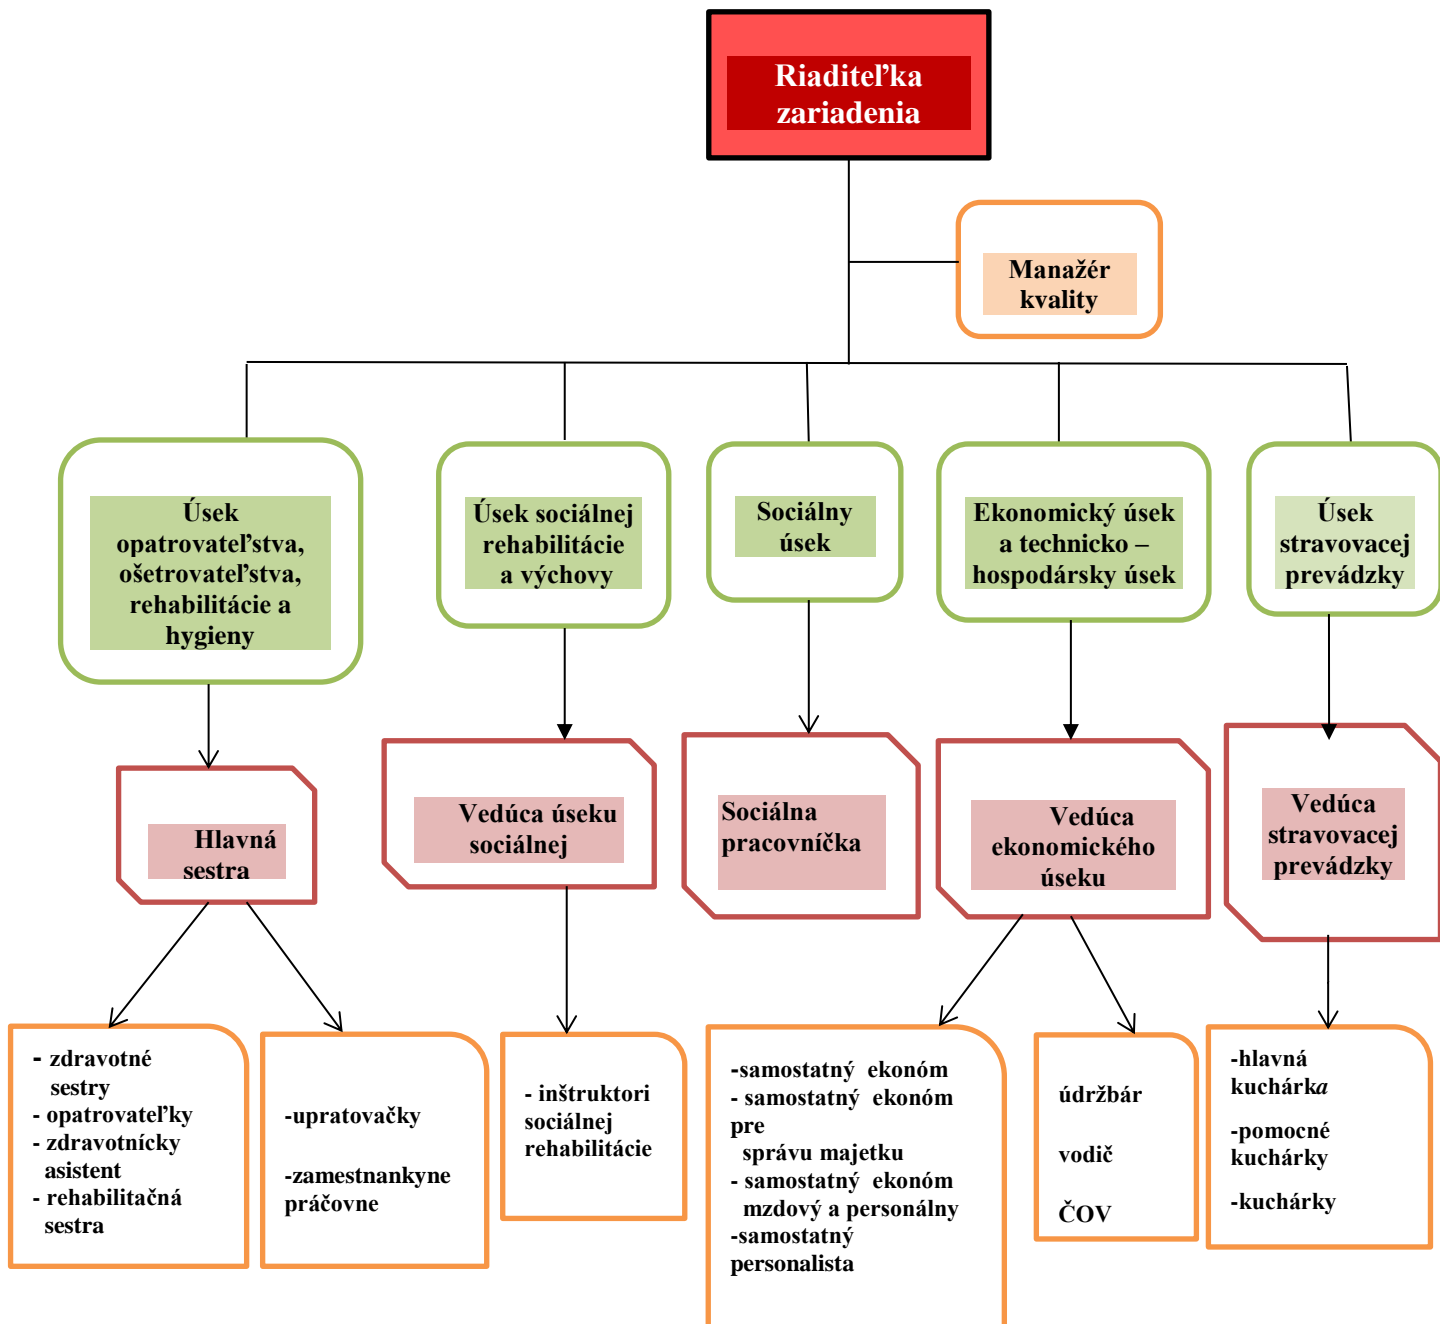 Riaditeľka
zariadenia
Manažér
kvality
Úsek
opatrovateľstva,
ošetrovateľstva,
rehabilitácie a
hygieny
Úsek sociálnej
rehabilitácie
a výchovy
Sociálny
úsek
Ekonomický úsek
a technicko –
hospodársky úsek
Úsek
stravovacej
prevádzky
Hlavná
sestra
Vedúca úseku
sociálnej
Sociálna
pracovníčka
Vedúca
ekonomického
úseku
Vedúca
stravovacej
prevádzky
- zdravotné
sestry
- opatrovateľky
- zdravotnícky
asistent
- rehabilitačná
sestra
-upratovačky
-zamestnankyne
práčovne
- inštruktori
sociálnej
rehabilitácie
-samostatný ekonóm
- samostatný ekonóm
pre
správu majetku
- samostatný ekonóm
mzdový a personálny
-samostatný
personalista
údržbár
vodič
ČOV
-hlavná
kuchárka
-pomocné
kuchárky
-kuchárky